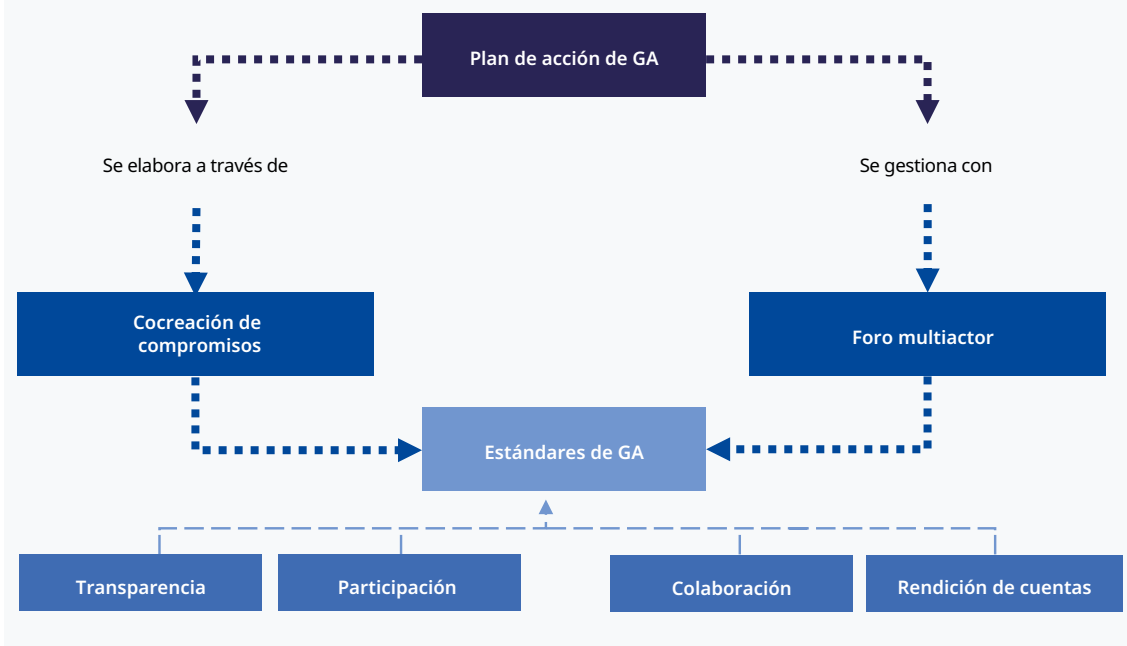 Plan de acción de GA
Se elabora a través de
Se gestiona con
Cocreación de
compromisos
Foro multiactor
Estándares de GA
Transparencia
Participación
Colaboración
Rendición de cuentas